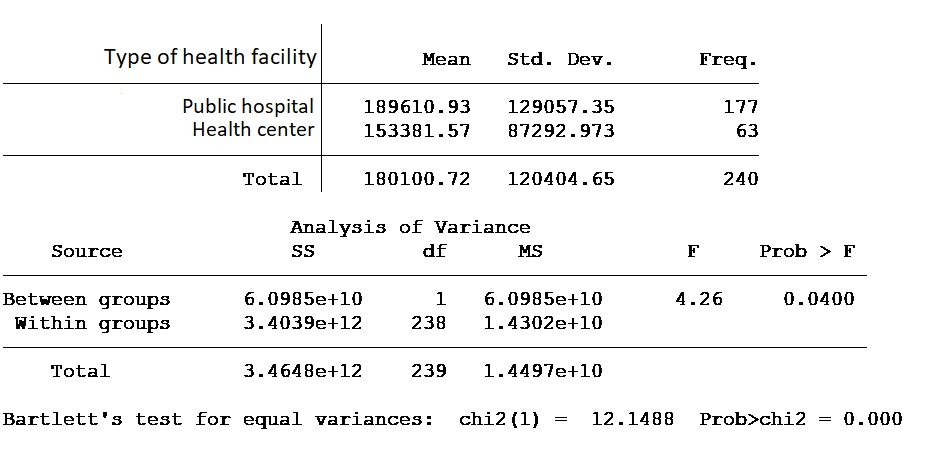 Type of health facility Mean Std. Dev. Freq.
Public hospital 189610.93 129057.35 177
Health center 153381.57 87292.973 63
Total 180100.72 120404.65 240
Analysis of Variance
Source SS df MS F Prob > F
Between groups 6.0985e+10 1 6.0985e+10 4.26 0.0400
Within groups 3.4039e+12 238 1.4302e+10
Total 3.4648e+12 239 1.4497e+10
Bartlett's test for equal variances: chi2(1) = 12.1488 Prob>chi2 = 0.000